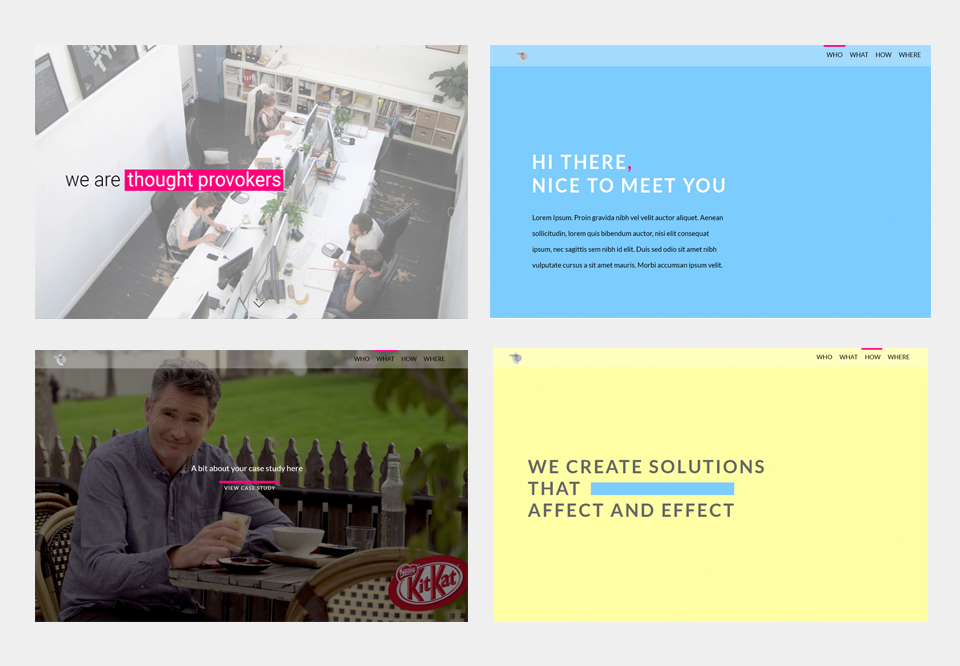 we are thought provokers
WHO WHAT HOW WHERE
HI THERE,
NICE TO MEET YOU
Lorem Ipsum. Proin gravida nibh vel velit auctor aliquet. Aenean
sollicitudin, lorem quis bibendum auctor, nisi elit consequat
ipsum, nec sagittis sem nibh id elit. Duis sed odio sit amet nibh
vulputate cursus a sit amet mauris. Morbi accumsan ipsum velit.
WHO WHAT HOW WHERE
A bit about your case study here
VIEW CASE STUDY
Nestle
KitKat
WHO WHAT HOW WHERE
WE CREATE SOLUTIONS
THAT
AFFECT AND EFFECT